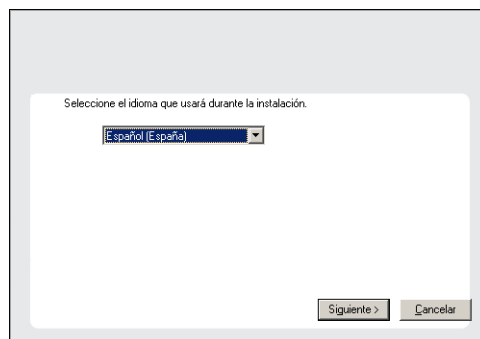 Seleccione el idioma que usará durante la instalación.
Español (España)
Siguiente >
Cancelar